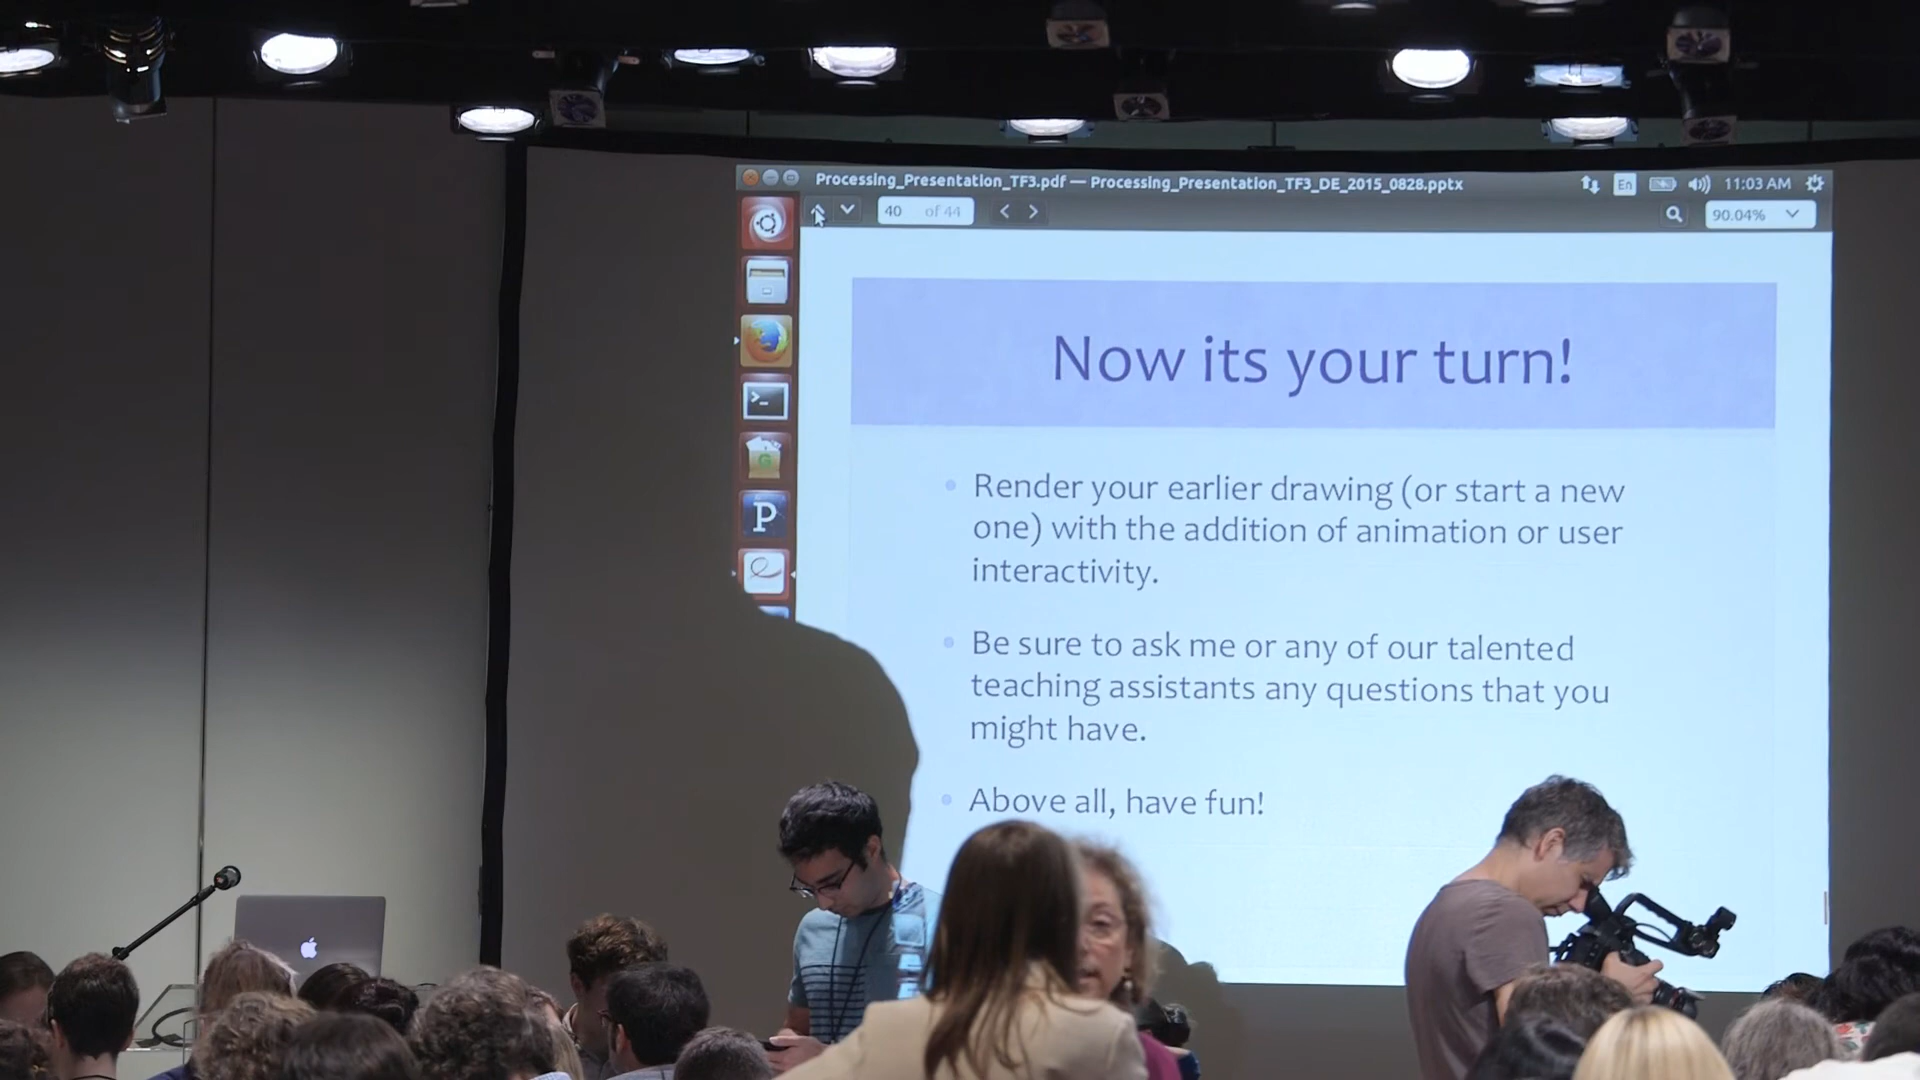 Processing_Presentation_TF3.pdf — Processing_Presentation_TF3_DE_2015_0828.pptx
En
11:03 AM
40 of 44
90.04%
Now its your turn!
Render your earlier drawing (or start a new
one) with the addition of animation or user
interactivity.
Be sure to ask me or any of our talented
teaching assistants any questions that you
might have.
Above all, have fun!
G
P